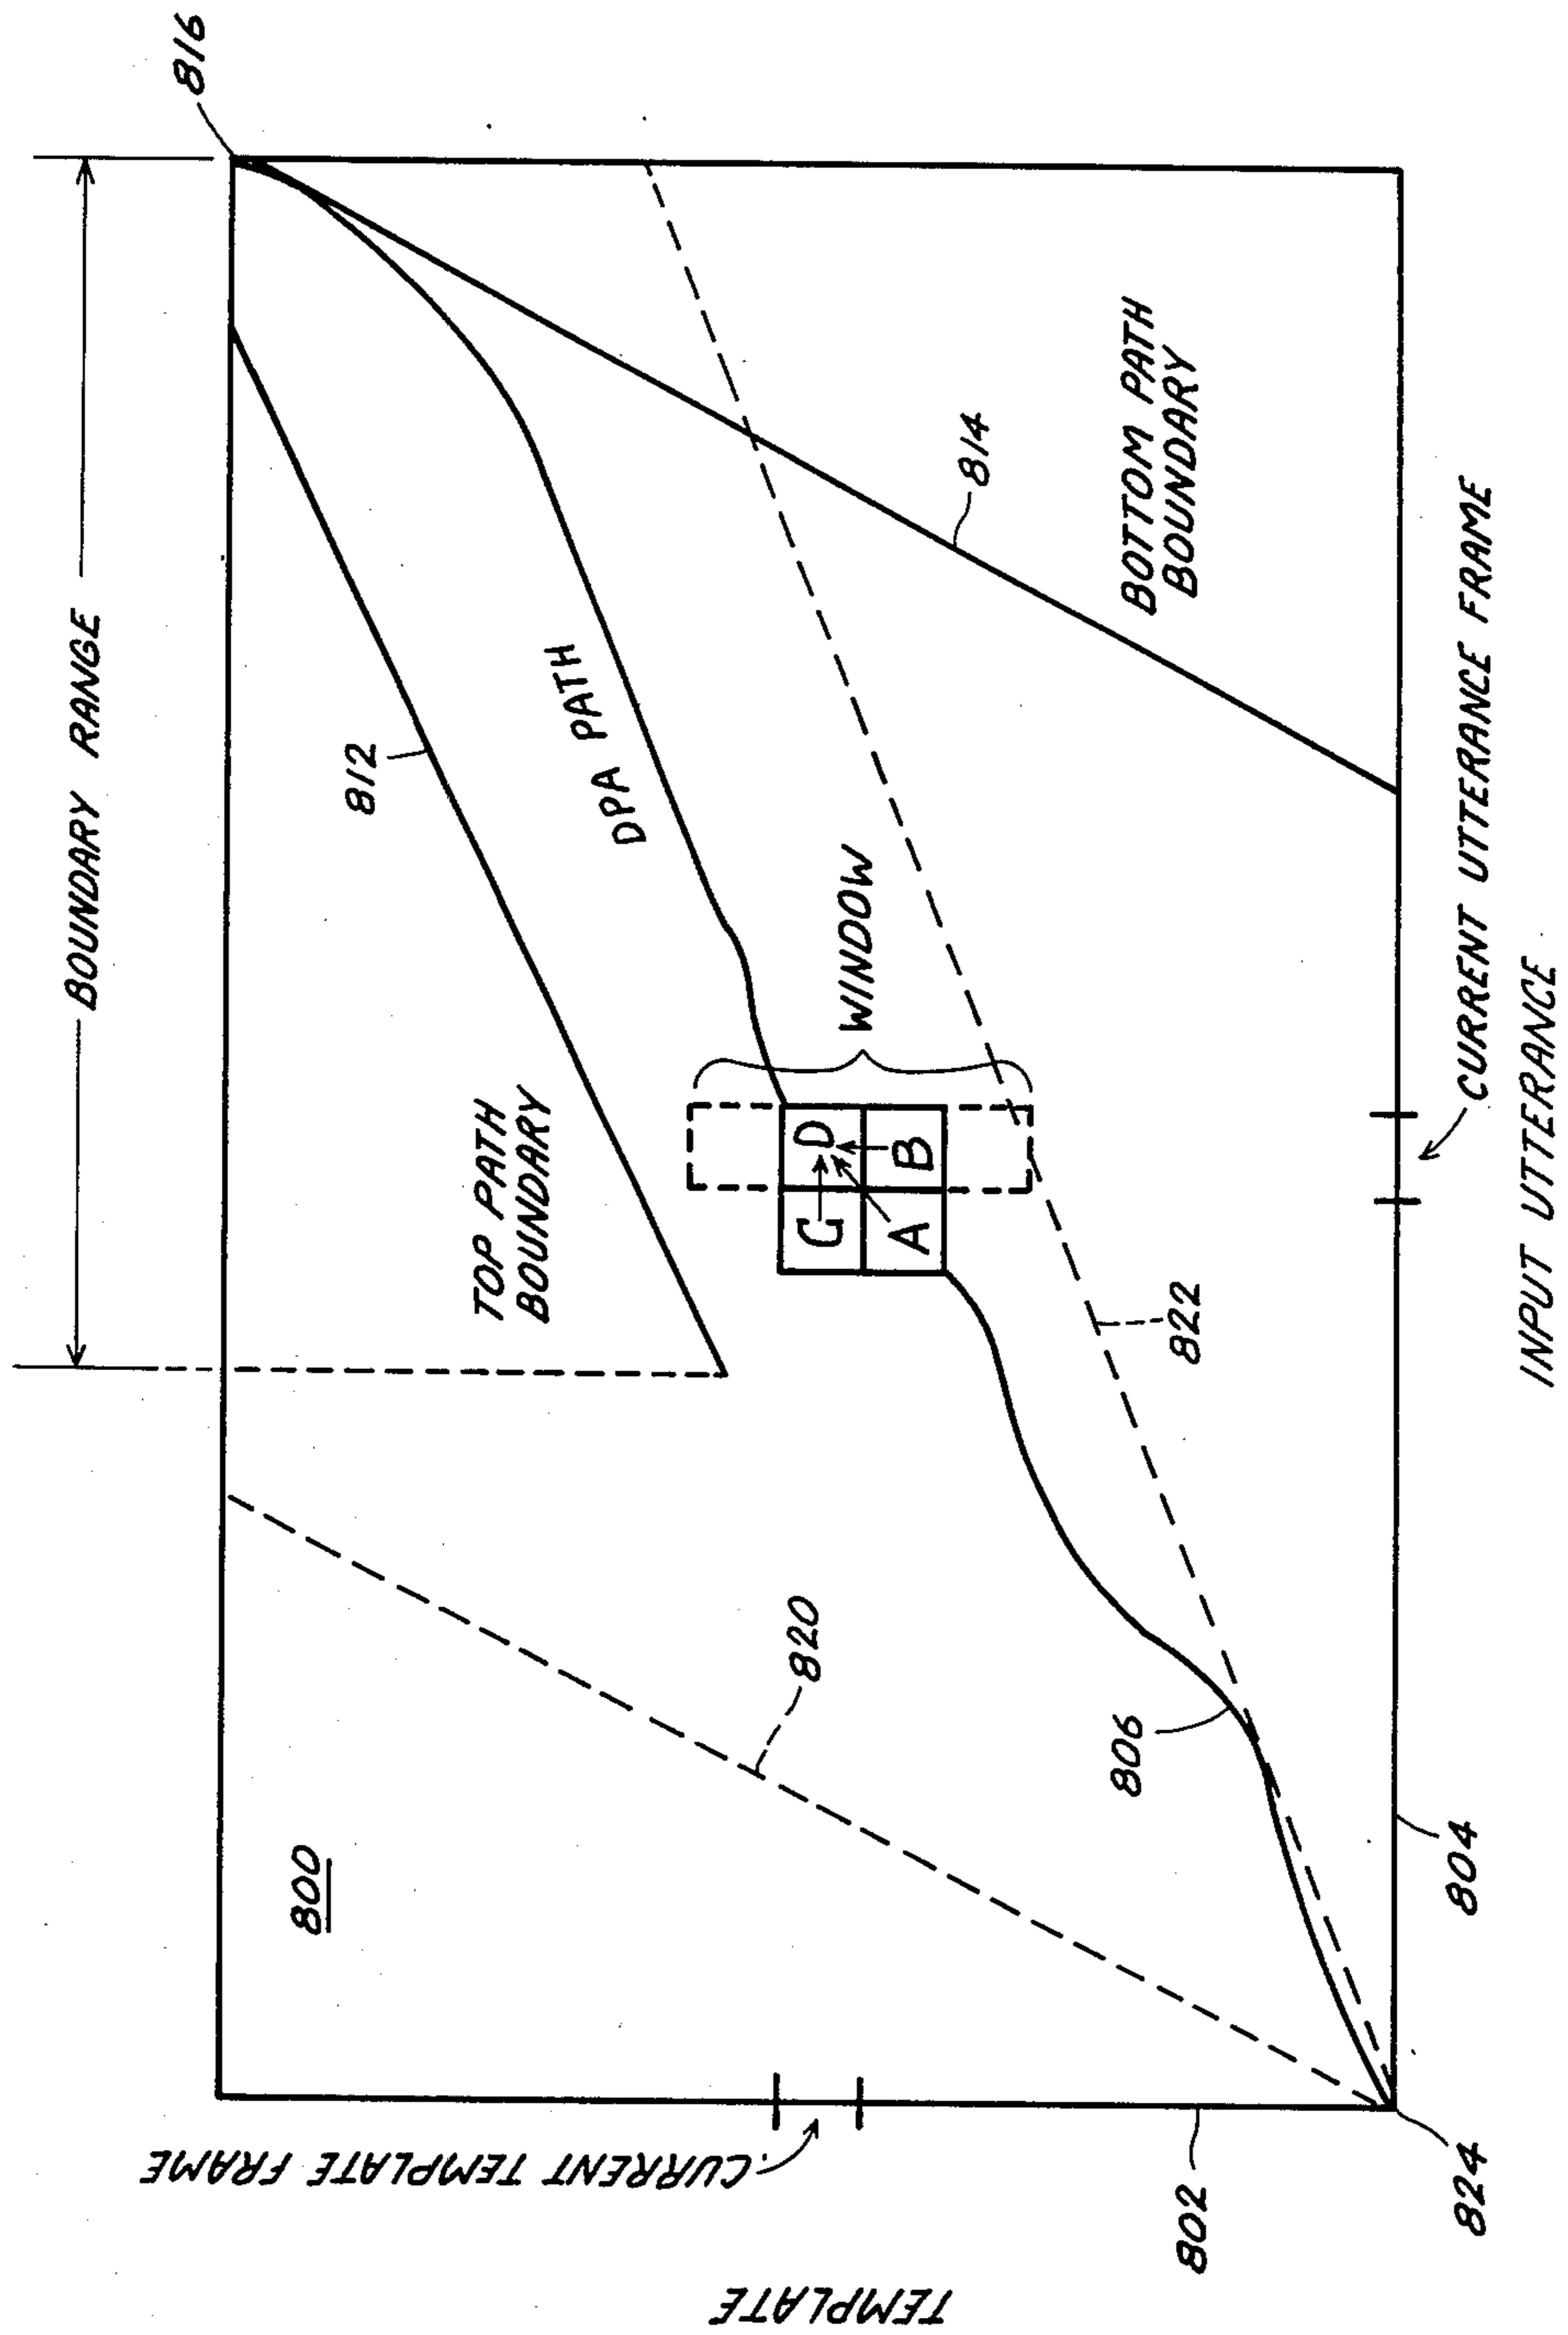 BOUNDARY RANGE
816
800
812
TOP PATH
BOUNDARY
DPA PATH
820
WINDOW
C
D
A
B
814
BOTTOM PATH
BOUNDARY
806
822
TEMPLATE
CURRENT TEMPLATE FRAME
802
824
804
CURRENT UTTERANCE FRAME
INPUT UTTERANCE